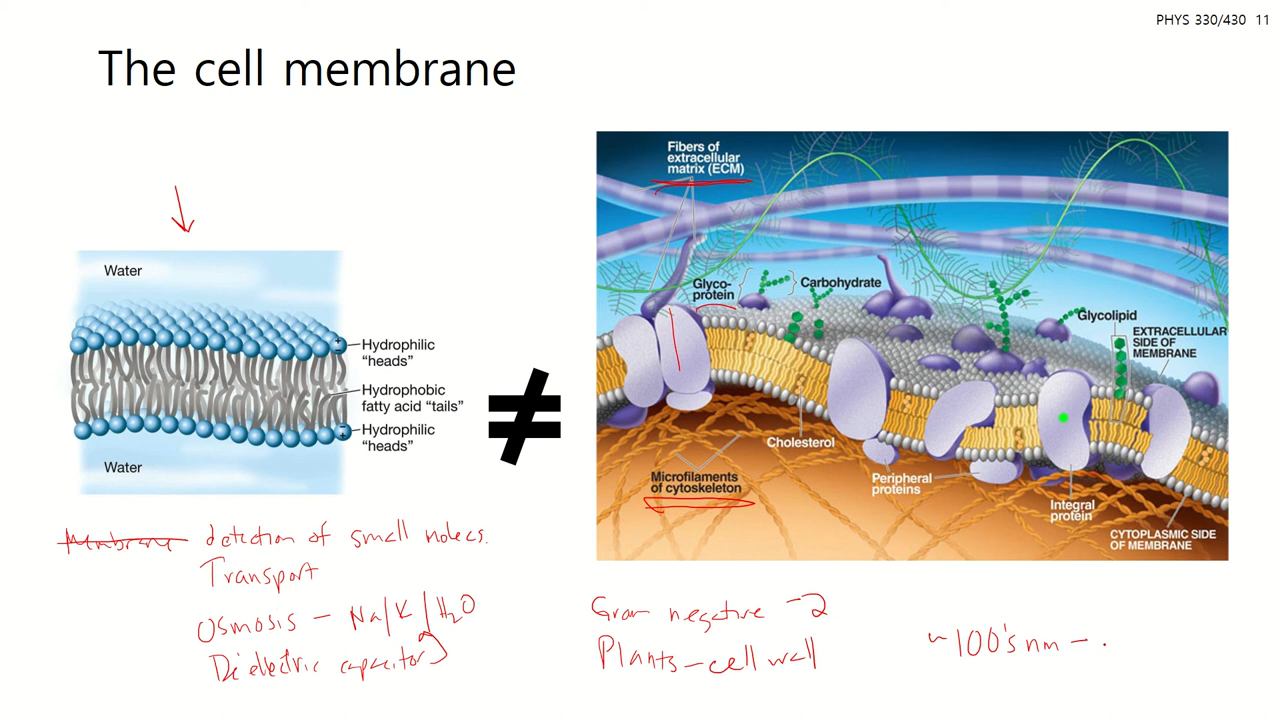 PHYS 330/430 11
The cell membrane
Water
Hydrophilic
"heads"
Hydrophobic
fatty acid "tails"
Hydrophilic
"heads"
Water
≠
Fibers of
extracellular
matrix (ECM)
Glyco-
protein
Carbohydrate
Glycolipid
EXTRACELLULAR
SIDE OF
MEMBRANE
Cholesterol
Microfilaments
of cytoskeleton
Peripheral
proteins
Integral
protein
CYTOPLASMIC SIDE
OF MEMBRANE
Membrane detection of small molecs.
Transport
Osmosis - Na/K/H2O
Dielectric capacitor
Gram negative -2
Plants - cell wall
~100's nm - .